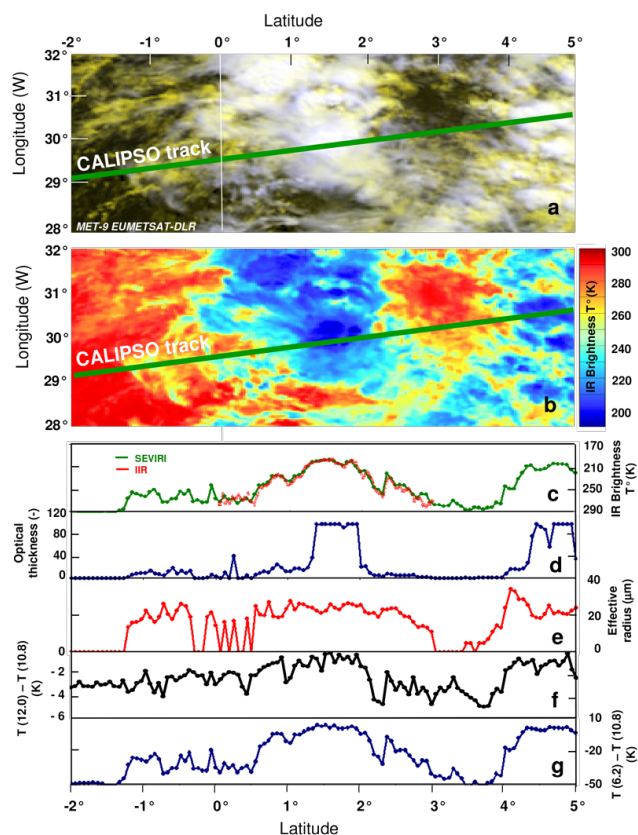 Latitude
-2° -1° 0° 1° 2° 3° 4° 5°
Longitude (W)
32°
31°
30°
29°
28°
CALIPSO track
MET-9 EUMETSAT-DLR
a
Longitude (W)
32°
31°
30°
29°
28°
CALIPSO track
b
300
280
260
240
220
200
190
IR Brightness T° (K)
SEVIRI
IIR
c
170
210
250
290
IR Brightness
T° (K)
Optical
thickness (-)
120
80
40
0
d
40
20
0
Effective
radius (µm)
0
e
T (12.0) – T (10.8)
(K)
- 2
- 4
- 6
f
10
-20
-50
T (6.2) – T (10.8)
(K)
g
-2° -1° 0° 1° 2° 3° 4° 5°
Latitude